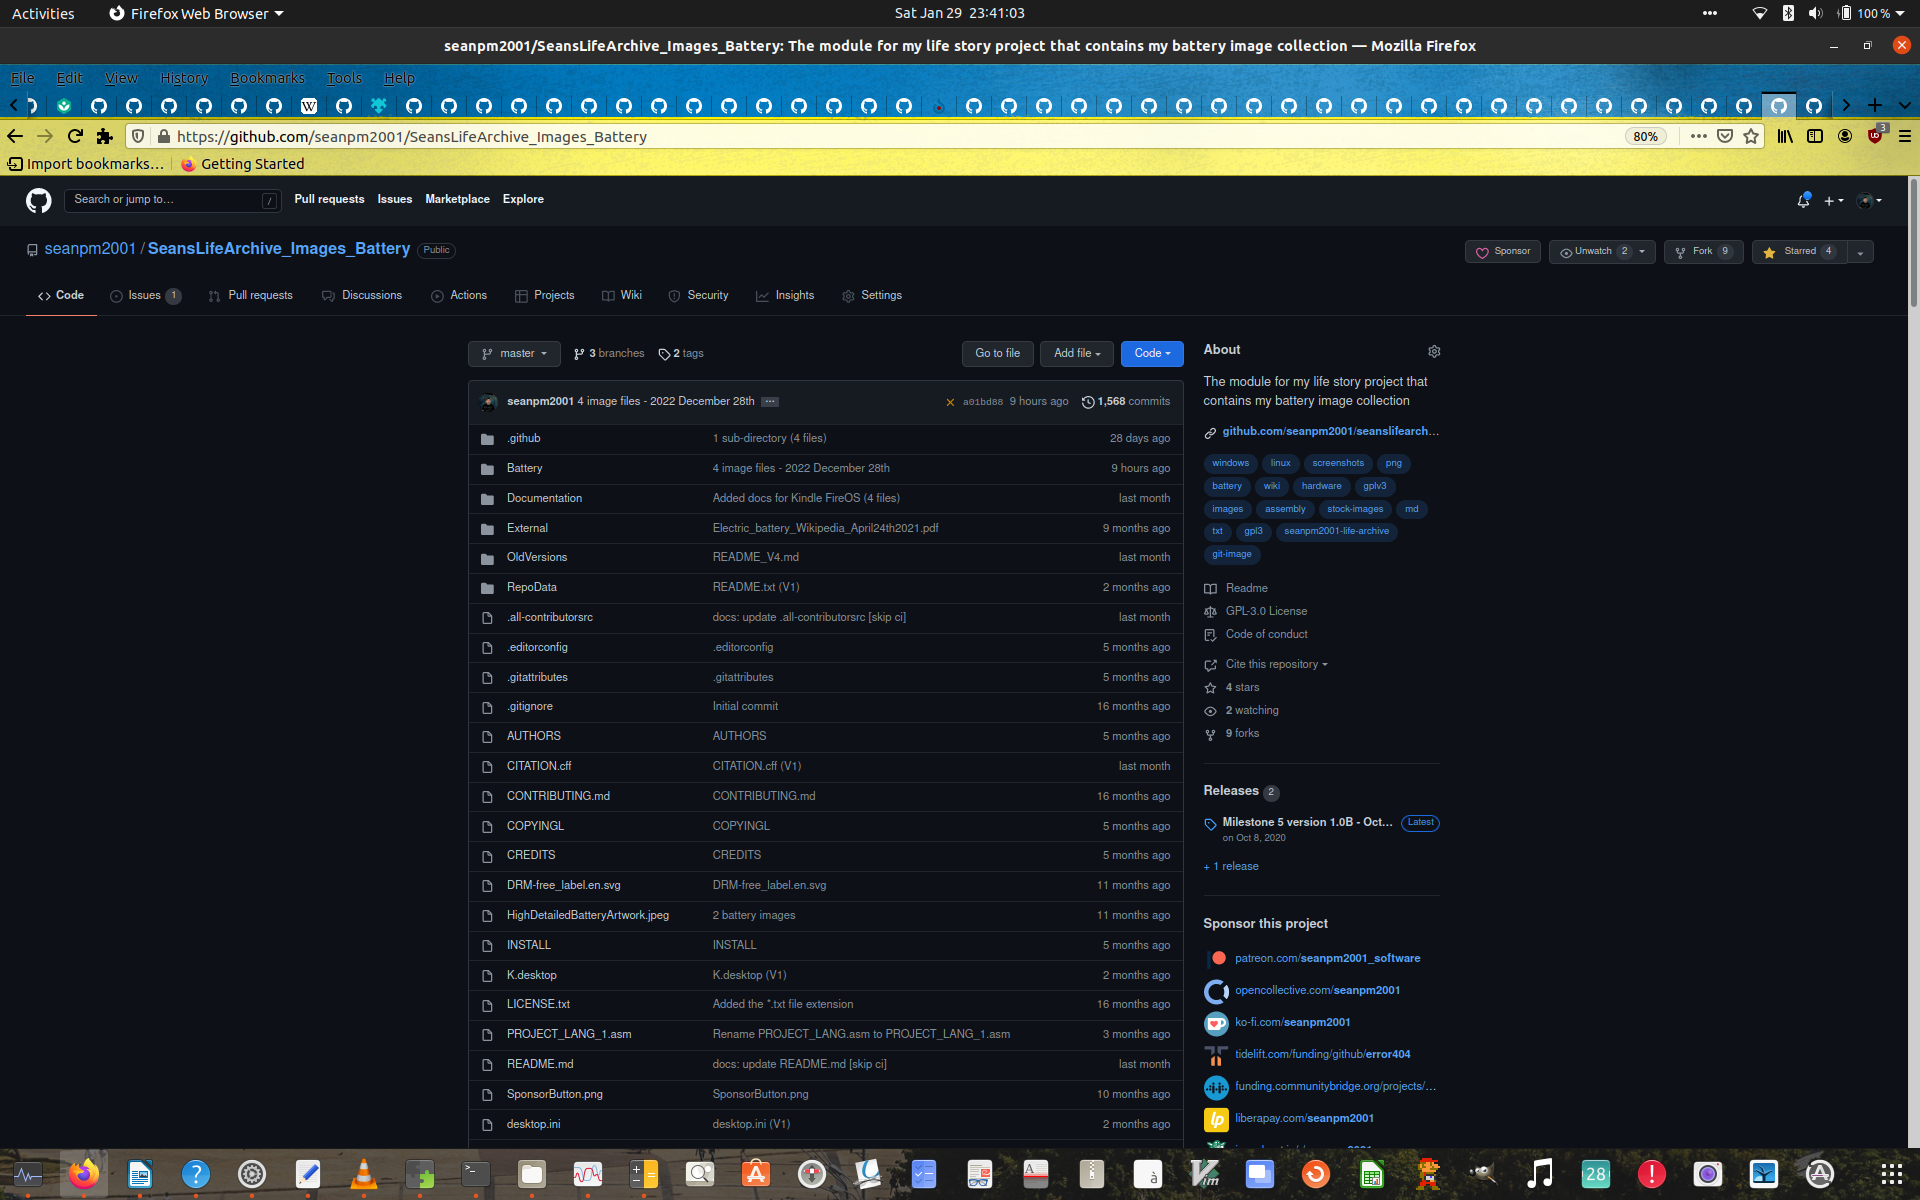 Activities Firefox Web Browser Sat Jan 29 23:41:03 100 %
seanpm2001/SeansLifeArchive_Images_Battery: The module for my life story project that contains my battery image collection — Mozilla Firefox
File Edit View History Bookmarks Tools Help
https://github.com/seanpm2001/SeansLifeArchive_Images_Battery 80% 3
Import bookmarks… Getting Started
Search or jump to… / Pull requests Issues Marketplace Explore
seanpm2001 / SeansLifeArchive_Images_Battery Public Sponsor Unwatch 2 Fork 9 Starred 4
Code Issues 1 Pull requests Discussions Actions Projects Wiki Security Insights Settings
master 3 branches 2 tags Go to file Add file Code
seanpm2001 4 image files - 2022 December 28th ··· a01bd88 9 hours ago 1,568 commits
.github 1 sub-directory (4 files) 28 days ago
Battery 4 image files - 2022 December 28th 9 hours ago
Documentation Added docs for Kindle FireOS (4 files) last month
External Electric_battery_Wikipedia_April24th2021.pdf 9 months ago
OldVersions README_V4.md last month
RepoData README.txt (V1) 2 months ago
.all-contributorsrc docs: update .all-contributorsrc [skip ci] last month
.editorconfig .editorconfig 5 months ago
.gitattributes .gitattributes 5 months ago
.gitignore Initial commit 16 months ago
AUTHORS AUTHORS 5 months ago
CITATION.cff CITATION.cff (V1) last month
CONTRIBUTING.md CONTRIBUTING.md 16 months ago
COPYINGL COPYINGL 5 months ago
CREDITS CREDITS 5 months ago
DRM-free_label.en.svg DRM-free_label.en.svg 11 months ago
HighDetailedBatteryArtwork.jpeg 2 battery images 11 months ago
INSTALL INSTALL 5 months ago
K.desktop K.desktop (V1) 2 months ago
LICENSE.txt Added the *.txt file extension 16 months ago
PROJECT_LANG_1.asm Rename PROJECT_LANG.asm to PROJECT_LANG_1.asm 3 months ago
README.md docs: update README.md [skip ci] last month
SponsorButton.png SponsorButton.png 10 months ago
desktop.ini desktop.ini (V1) 2 months ago
About
The module for my life story project that
contains my battery image collection
github.com/seanpm2001/seanslifearch…
windows linux screenshots png
battery wiki hardware gplv3
images assembly stock-images md
txt gpl3 seanpm2001-life-archive
git-image
Readme
GPL-3.0 License
Code of conduct
Cite this repository
4 stars
2 watching
9 forks
Releases 2
Milestone 5 version 1.0B - Oct… Latest
on Oct 8, 2020
+ 1 release
Sponsor this project
patreon.com/seanpm2001_software
opencollective.com/seanpm2001
ko-fi.com/seanpm2001
tidelift.com/funding/github/error404
funding.communitybridge.org/projects/…
liberapay.com/seanpm2001
28